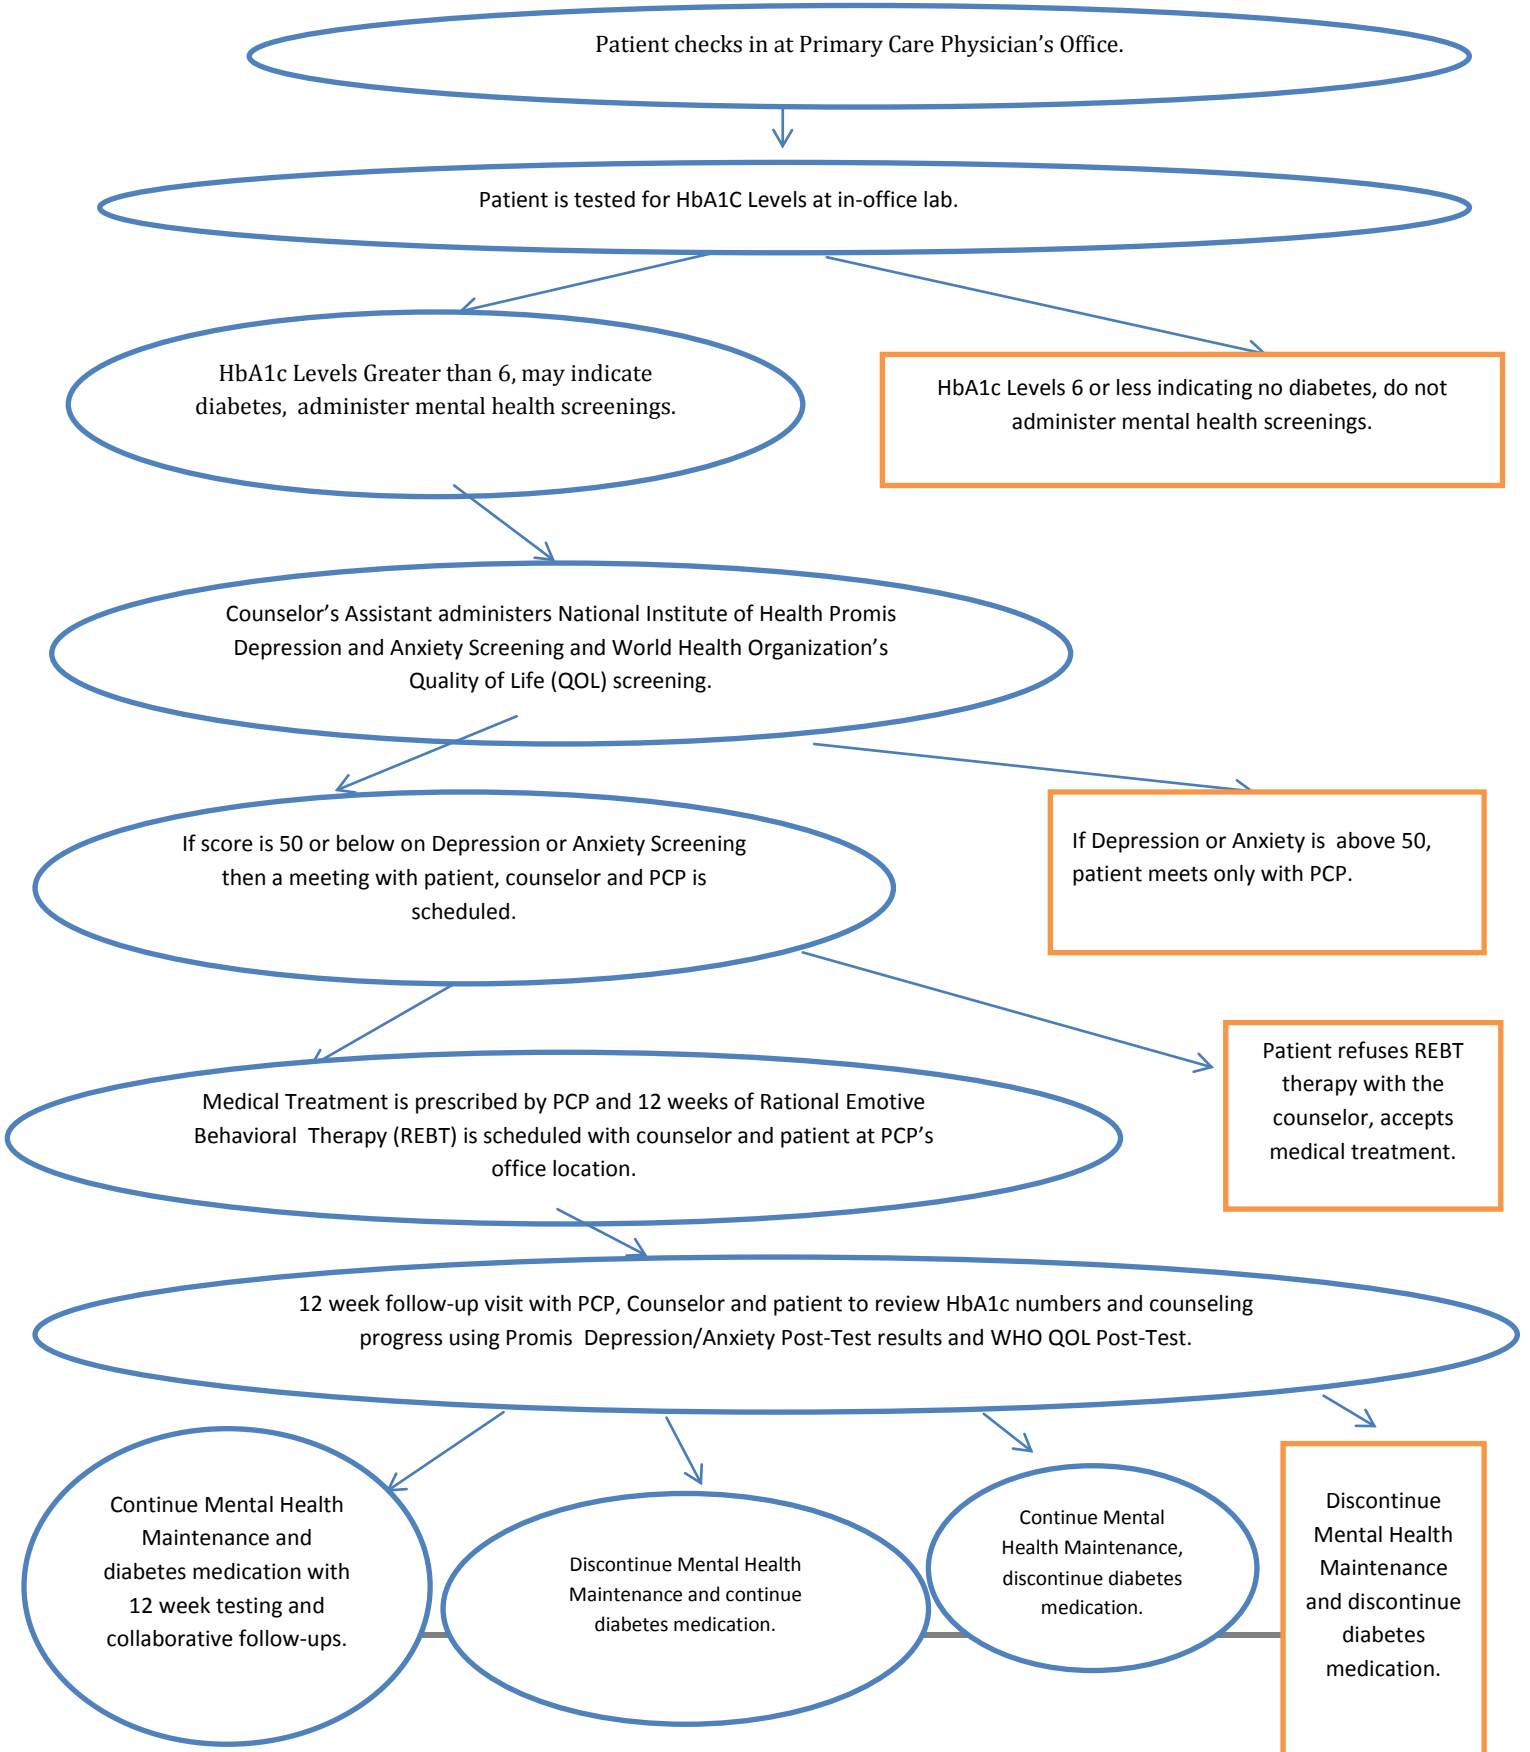 Patient checks in at Primary Care Physician’s Office.
Patient is tested for HbA1C Levels at in-office lab.
HbA1c Levels Greater than 6, may indicate
diabetes,  administer mental health screenings.
HbA1c Levels 6 or less indicating no diabetes, do not
administer mental health screenings.
Counselor’s Assistant administers National Institute of Health Promis
Depression and Anxiety Screening and World Health Organization’s
Quality of Life (QOL) screening.
If score is 50 or below on Depression or Anxiety Screening
then a meeting with patient, counselor and PCP is
scheduled.
If Depression or Anxiety is  above 50,
patient meets only with PCP.
Patient refuses REBT
therapy with the
counselor, accepts
medical treatment.
Medical Treatment is prescribed by PCP and 12 weeks of Rational Emotive
Behavioral  Therapy (REBT) is scheduled with counselor and patient at PCP’s
office location.
12 week follow-up visit with PCP, Counselor and patient to review HbA1c numbers and counseling
progress using Promis  Depression/Anxiety Post-Test results and WHO QOL Post-Test.
Continue Mental Health
Maintenance and
diabetes medication with
12 week testing and
collaborative follow-ups.
Discontinue Mental Health
Maintenance and continue
diabetes medication.
Continue Mental
Health Maintenance,
discontinue diabetes
medication.
Discontinue
Mental Health
Maintenance
and discontinue
diabetes
medication.